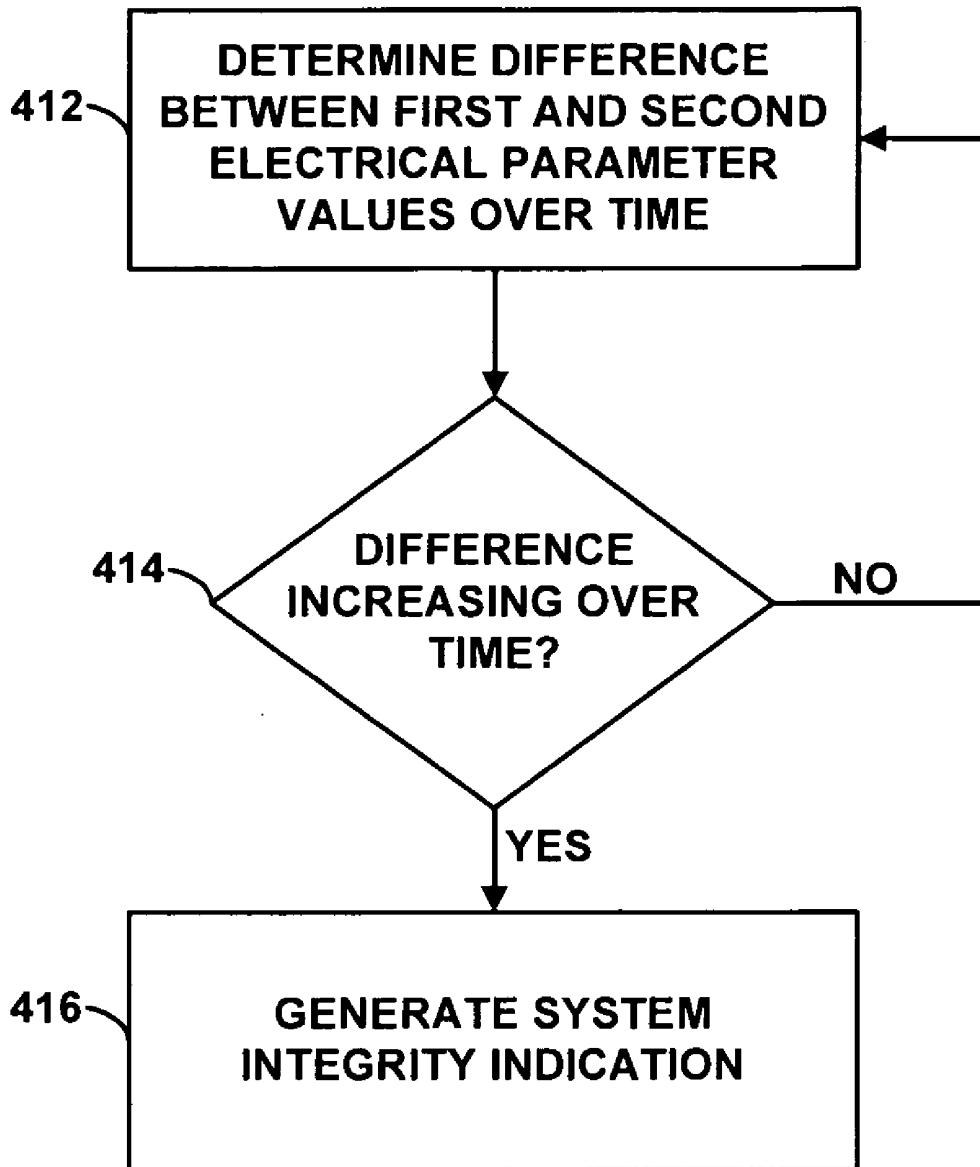 412
DETERMINE DIFFERENCE
BETWEEN FIRST AND SECOND
ELECTRICAL PARAMETER
VALUES OVER TIME
414
DIFFERENCE
INCREASING OVER
TIME?
NO
YES
416
GENERATE SYSTEM
INTEGRITY INDICATION